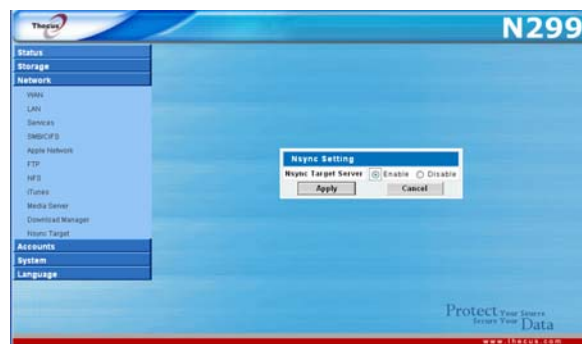 Thecus
N299
Status
Storage
Network
WAN
LAN
Services
SMB/CIFS
Apple Network
FTP
NFS
iTunes
Media Server
Download Manager
Nsync Target
Accounts
System
Language
Nsync Setting
Nsync Target Server Enable Disable
Apply Cancel
Protect Your Source
Secure Your Data
www.thecus.com